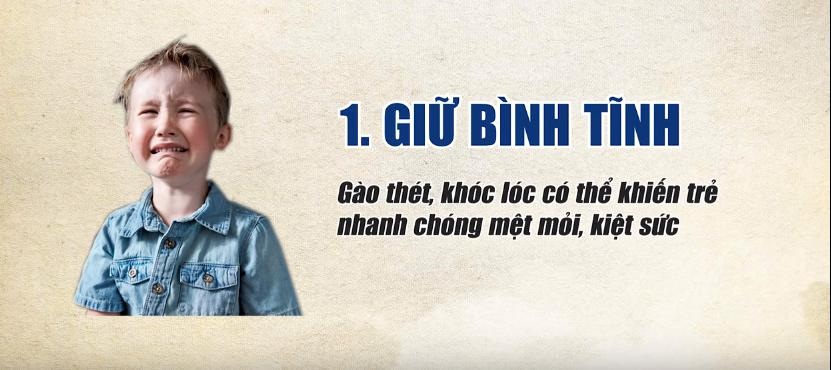 1. GIỮ BÌNH TĨNH
Gào thét, khóc lóc có thể khiến trẻ
nhanh chóng mệt mỏi, kiệt sức